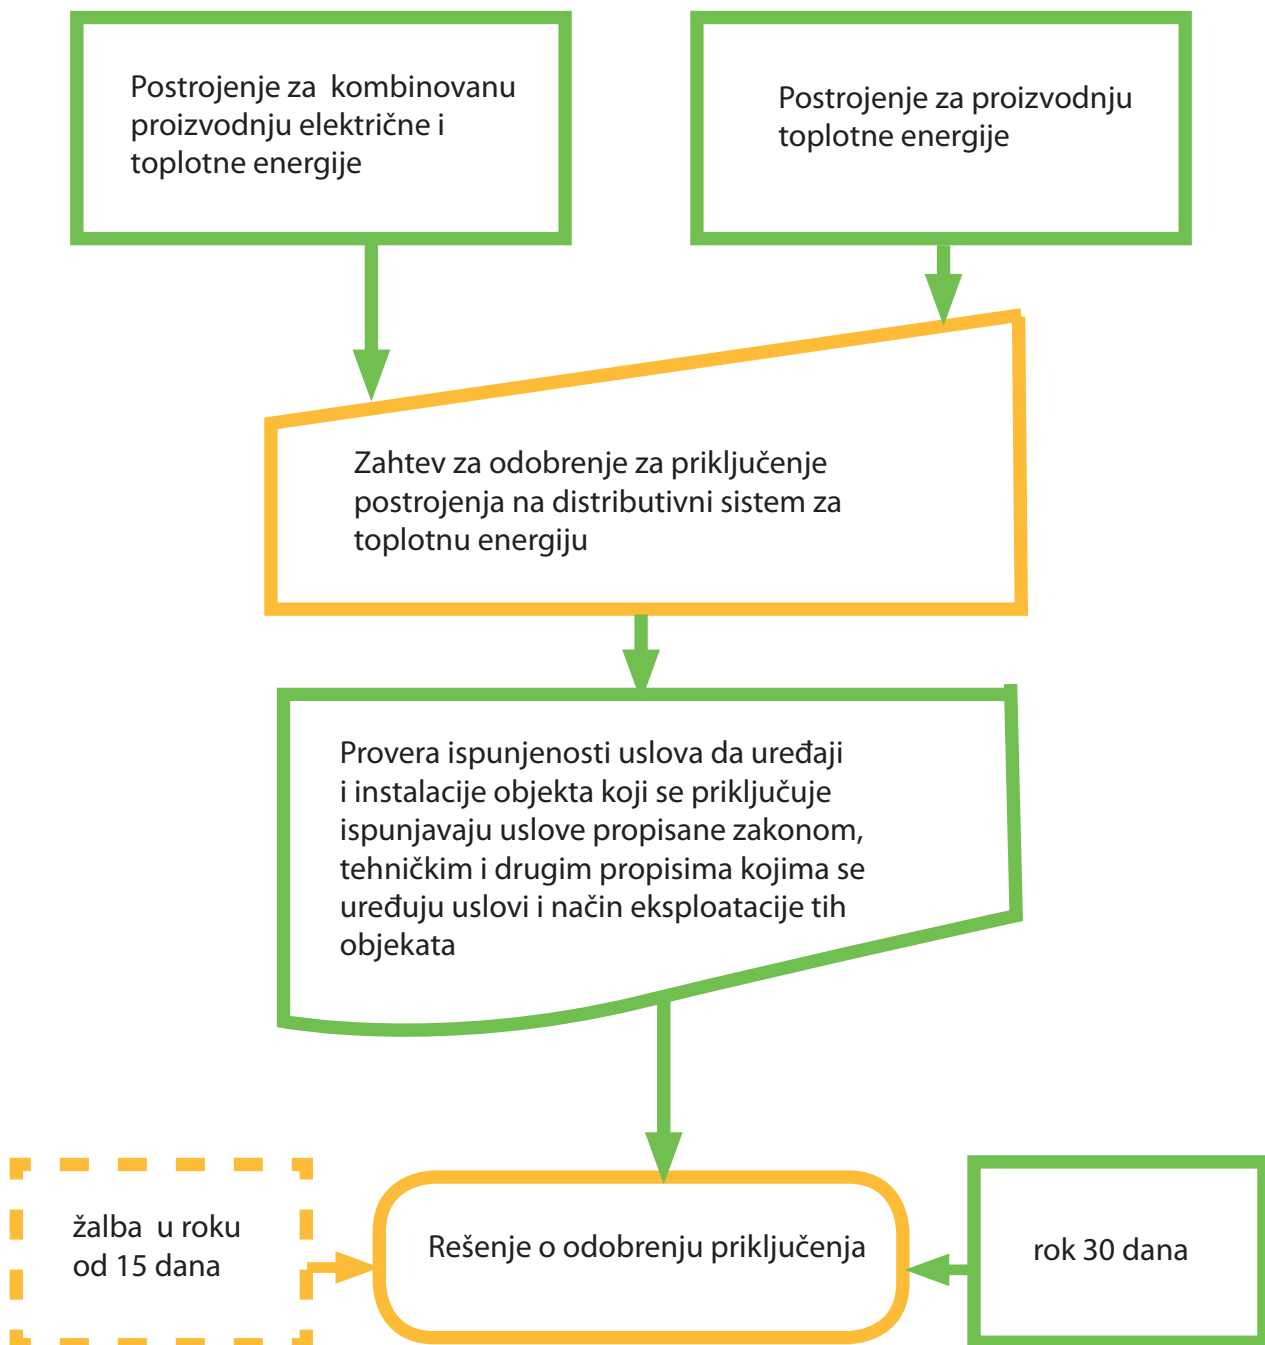 Postrojenje za kombinovanu
proizvodnju električne i
toplotne energije
Postrojenje za proizvodnju
toplotne energije
Zahtev za odobrenje za priključenje
postrojenja na distributivni sistem za
toplotnu energiju
Provera ispunjenosti uslova da uređaji
i instalacije objekta koji se priključuje
ispunjavaju uslove propisane zakonom,
tehničkim i drugim propisima kojima se
uređuju uslovi i način eksploatacije tih
objekata
žalba u roku
od 15 dana
Rešenje o odobrenju priključenja
rok 30 dana